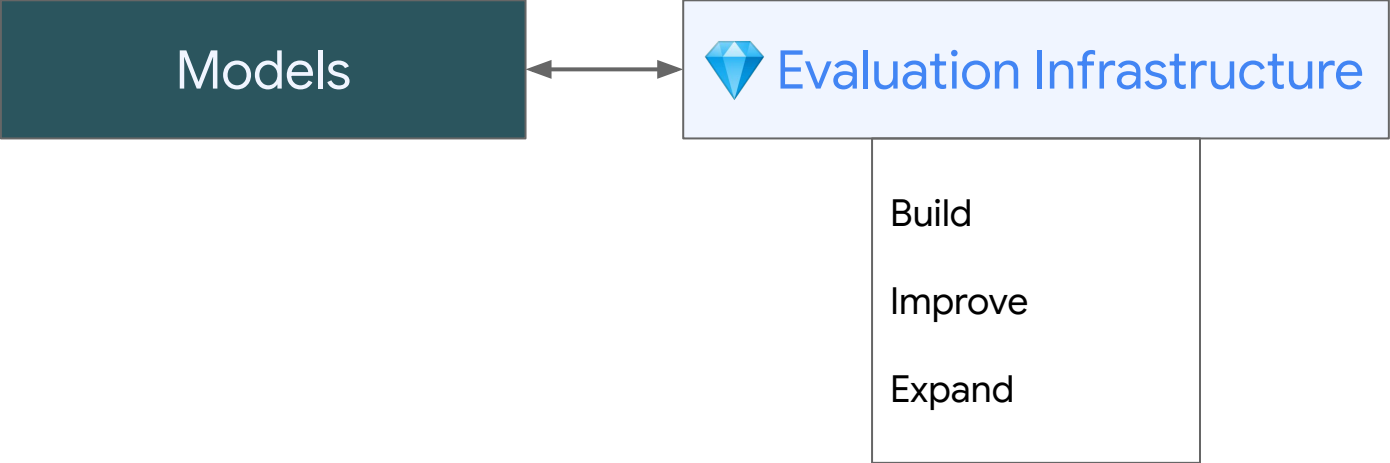 Models
💎 Evaluation Infrastructure
Build
Improve
Expand